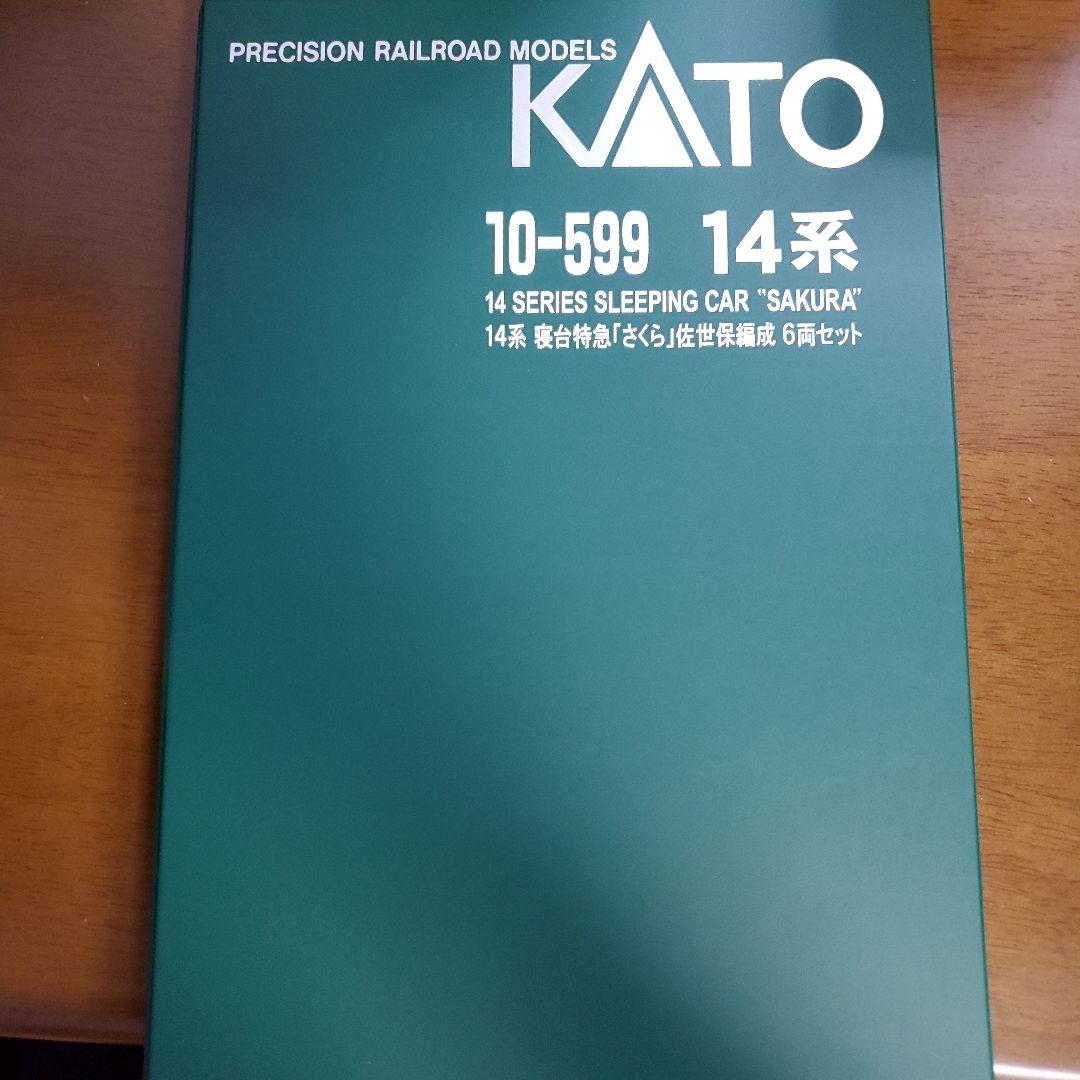 PRECISION RAILROAD MODELS
KATO
10-599 14系
14 SERIES SLEEPING CAR “SAKURA”
14系 寝台特急「さくら」佐世保編成 6両セット